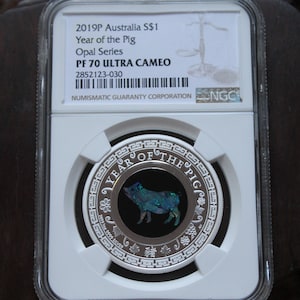 2019P Australia S$1
Year of the Pig
Opal Series
PF 70 ULTRA CAMEO
2852123-030
NUMISMATIC GUARANTY CORPORATION
NGC
YEAR OF THE PIG